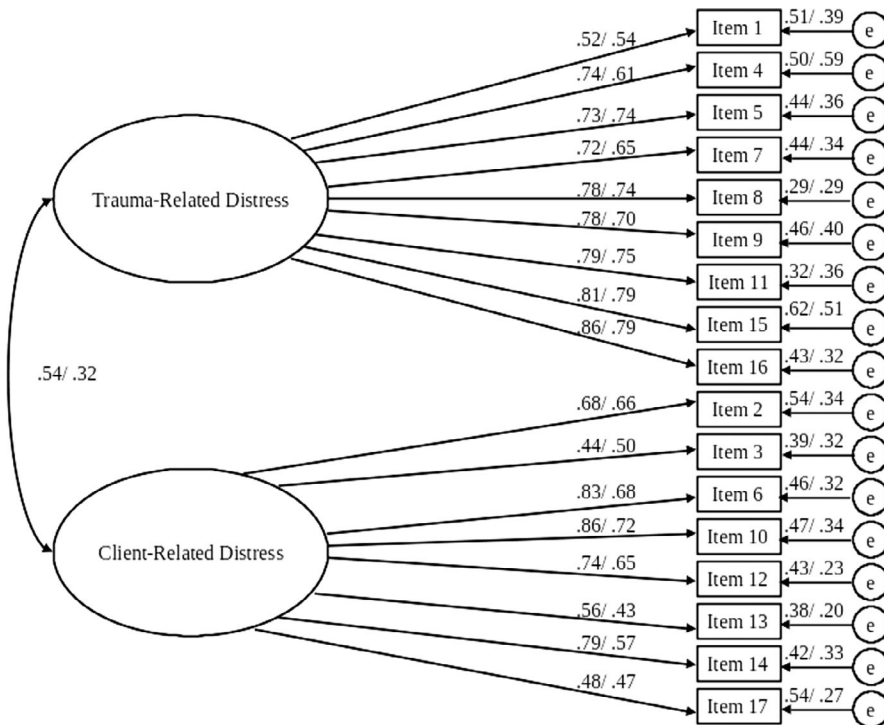 .52/ .54 Item 1 .51/ .39 e
.74/ .61 Item 4 .50/ .59 e
.73/ .74 Item 5 .44/ .36 e
.72/ .65 Item 7 .44/ .34 e
Trauma-Related Distress .78/ .74 Item 8 .29/ .29 e
.78/ .70 Item 9 .46/ .40 e
.79/ .75 Item 11 .32/ .36 e
.81/ .79 Item 15 .62/ .51 e
.86/ .79 Item 16 .43/ .32 e
.54/ .32
.68/ .66 Item 2 .54/ .34 e
.44/ .50 Item 3 .39/ .32 e
.83/ .68 Item 6 .46/ .32 e
.86/ .72 Item 10 .47/ .34 e
Client-Related Distress .74/ .65 Item 12 .43/ .23 e
.56/ .43 Item 13 .38/ .20 e
.79/ .57 Item 14 .42/ .33 e
.48/ .47 Item 17 .54/ .27 e